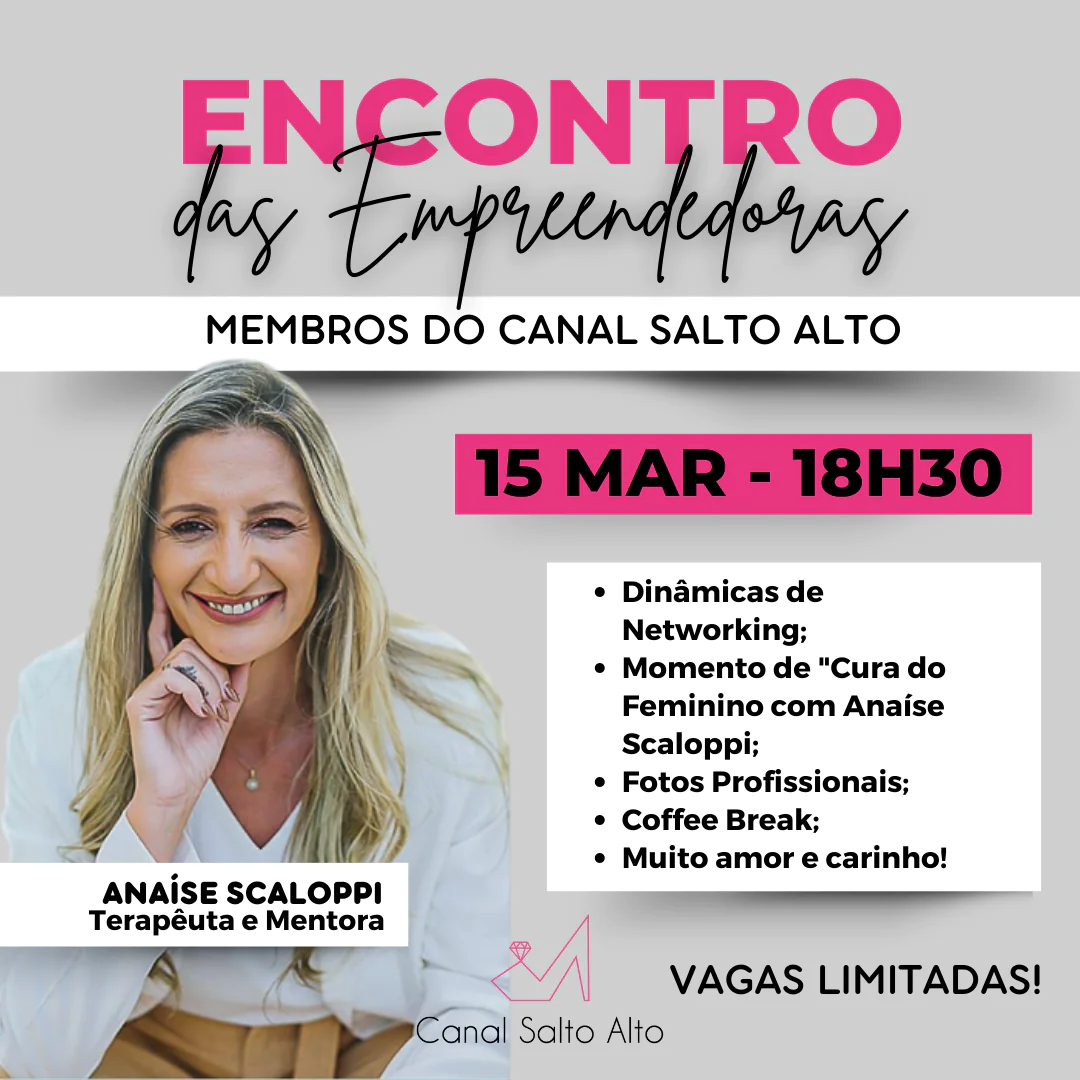 ENCONTRO
das Empreendedoras
MEMBROS DO CANAL SALTO ALTO
15 MAR - 18H30
• Dinâmicas de
Networking;
• Momento de "Cura do
Feminino com Anaíse
Scaloppi;
• Fotos Profissionais;
• Coffee Break;
• Muito amor e carinho!
ANAÍSE SCALOPPI
Terapêuta e Mentora
VAGAS LIMITADAS!
Canal Salto Alto